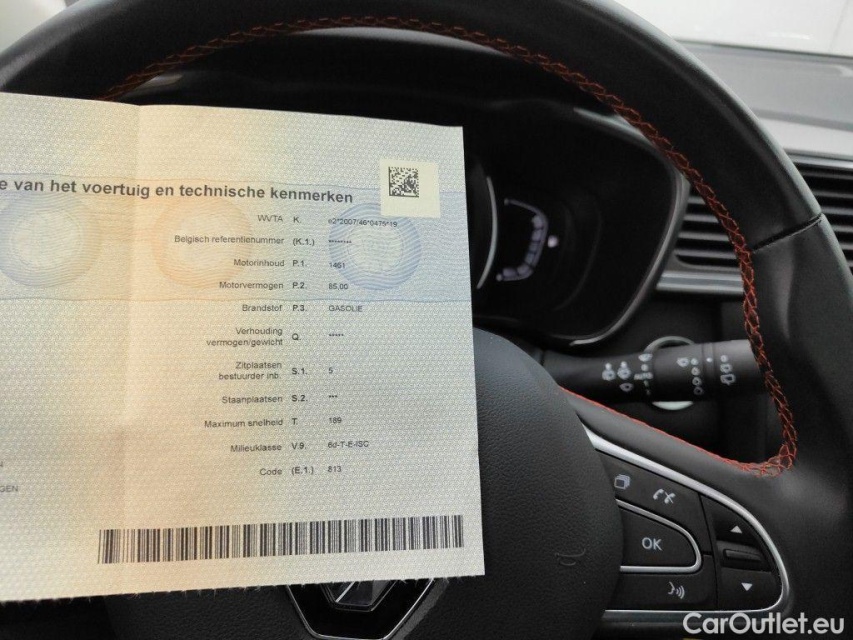 e van het voertuig en technische kenmerken
WVTA K. e2*2007/46*0475*19
Belgisch referentienummer (K.1.) ********
Motorinhoud P.1. 1461
Motorvermogen P.2. 85.00
Brandstof P.3. GASOLIE
Verhouding
vermogen/gewicht Q. *****
Zitplaatsen
bestuurder inb. S.1. 5
Staanplaatsen S.2. ***
Maximum snelheid T. 189
Milieuklasse V.9. 6d-T-E-ISC
Code (E.1.) 813
GEN
AUTO
OK
CarOutlet.eu